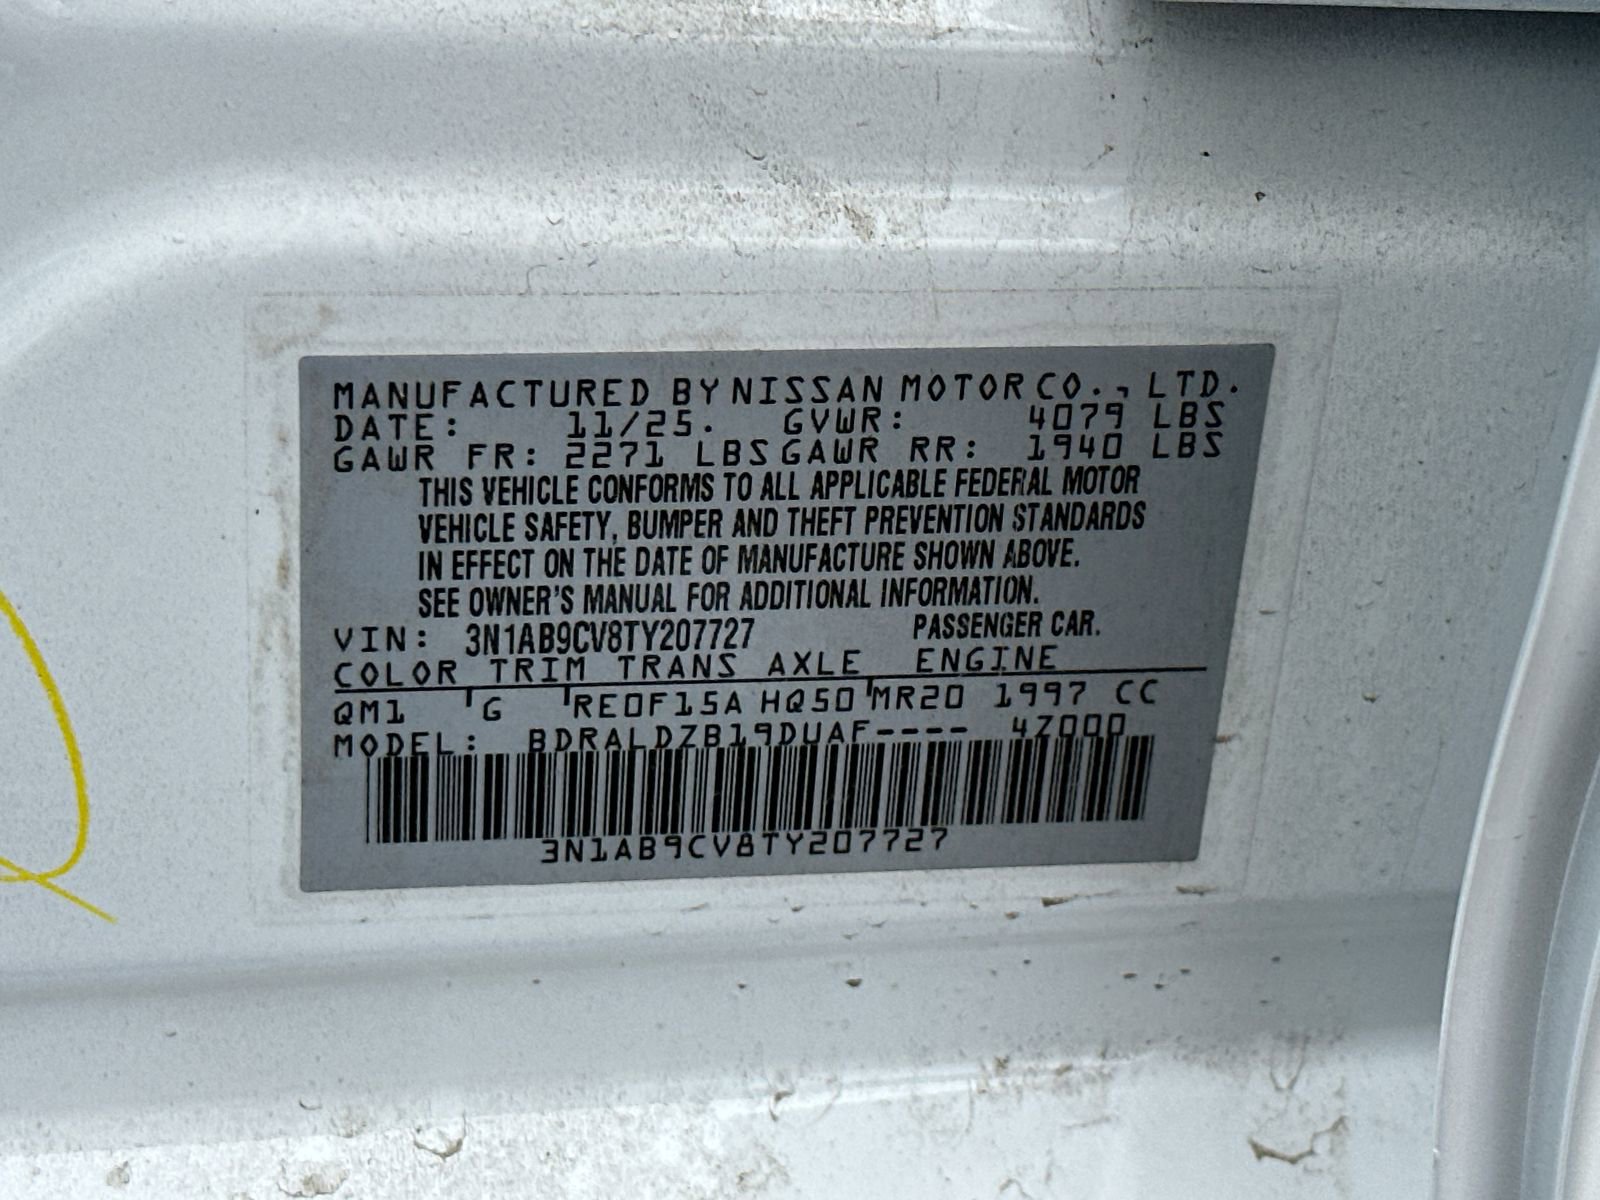 MANUFACTURED BY NISSAN MOTOR CO., LTD.
DATE: 11/25. GVWR: 4079 LBS
GAWR FR: 2271 LBS GAWR RR: 1940 LBS
THIS VEHICLE CONFORMS TO ALL APPLICABLE FEDERAL MOTOR
VEHICLE SAFETY, BUMPER AND THEFT PREVENTION STANDARDS
IN EFFECT ON THE DATE OF MANUFACTURE SHOWN ABOVE.
SEE OWNER'S MANUAL FOR ADDITIONAL INFORMATION.
VIN: 3N1AB9CV8TY207727 PASSENGER CAR.
COLOR TRIM TRANS AXLE ENGINE
QM1 G RE0F15A HQ50 MR20 1997 CC
MODEL: BDRALDZB19DUAF---- 4Z000
3N1AB9CV8TY207727